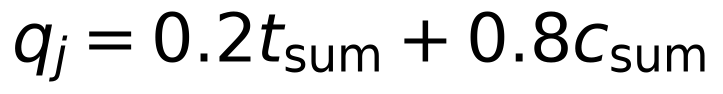 q_j = 0.2t_sum + 0.8c_sum